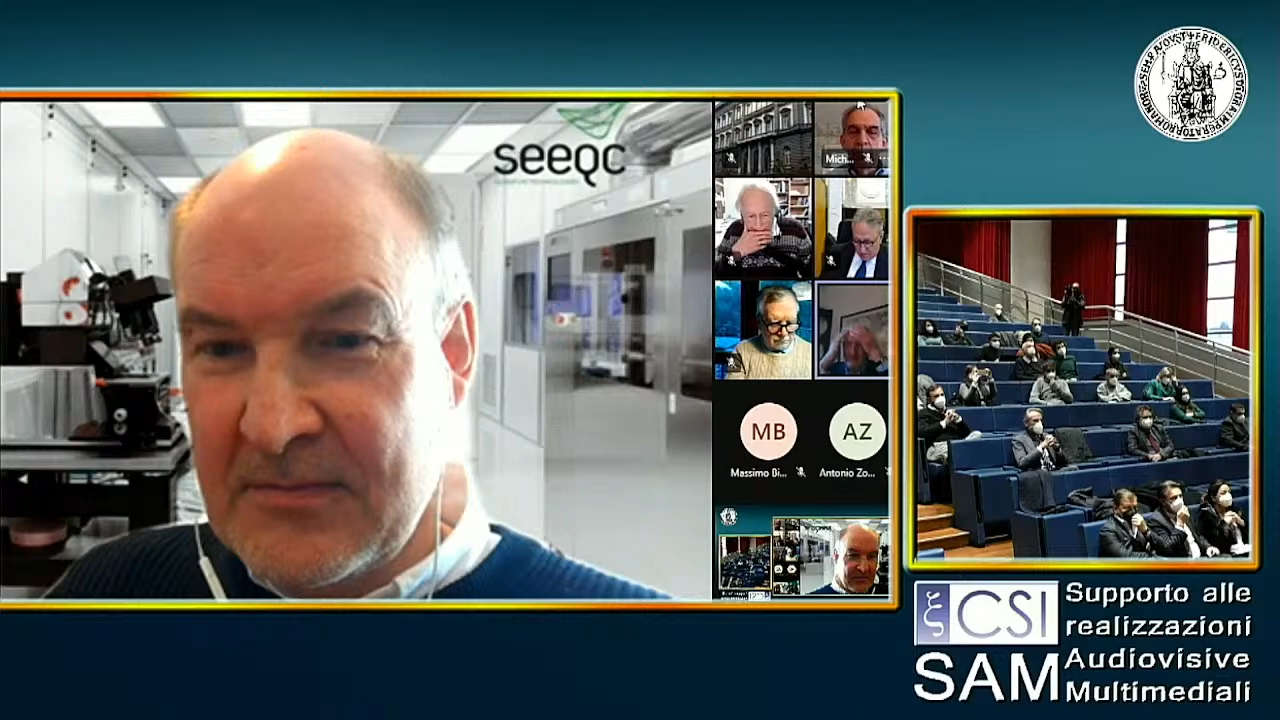 seeqc
Mich...
MB
AZ
Massimo Bi...
Antonio Zo...
CSI
SAM
Supporto alle
realizzazioni
Audiovisive
Multimediali